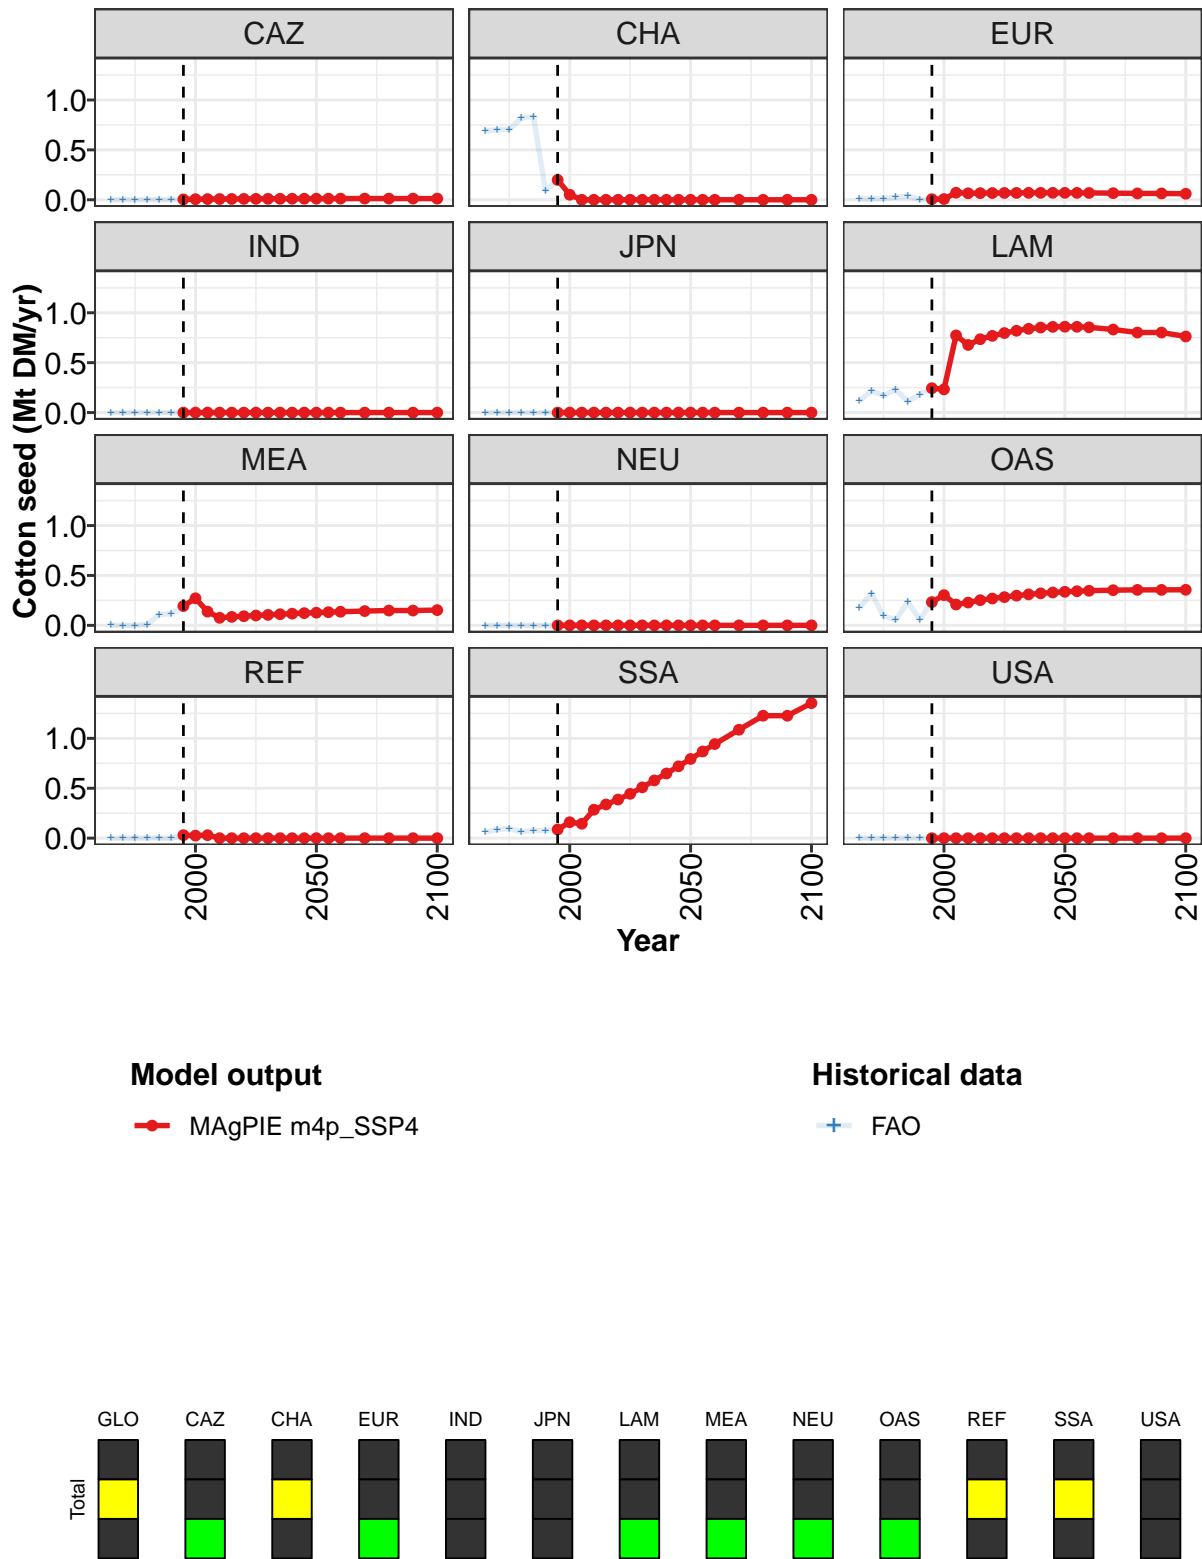 CAZ CHA EUR
1.0
0.5
0.0
IND JPN LAM
1.0
0.5
0.0
Cotton seed (Mt DM/yr)
MEA NEU OAS
1.0
0.5
0.0
REF SSA USA
1.0
0.5
0.0
2000 2050 2100 2000 2050 2100 2000 2050 2100
Year
Model output Historical data
MAgPIE m4p_SSP4 FAO
GLO CAZ CHA EUR IND JPN LAM MEA NEU OAS REF SSA USA
Total